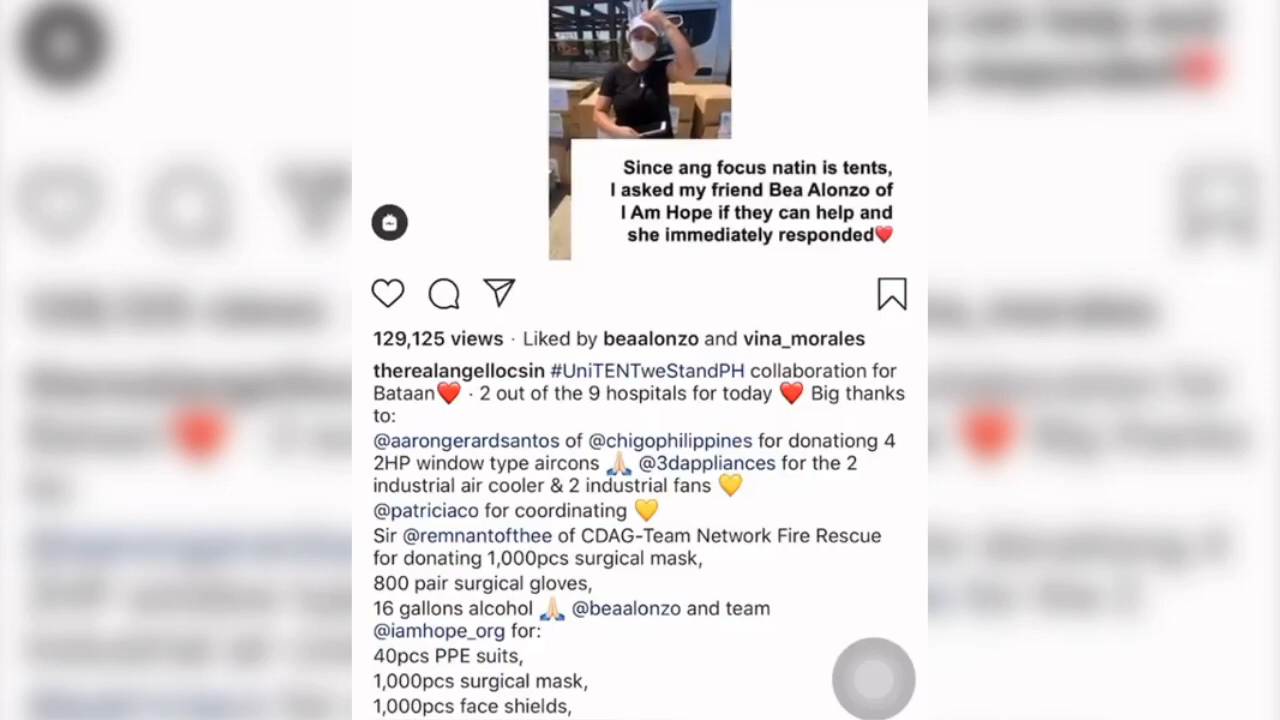 Since ang focus natin is tents,
I asked my friend Bea Alonzo of
I Am Hope if they can help and
she immediately responded❤️
129,125 views · Liked by beaalonzo and vina_morales
therealangellocsin #UniTENTweStandPH collaboration for
Bataan❤️ · 2 out of the 9 hospitals for today ❤️ Big thanks
to:
@aarongerardsantos of @chigophilippines for donationg 4
2HP window type aircons 🙏🏻 @3dappliances for the 2
industrial air cooler & 2 industrial fans 💛
@patriciaco for coordinating 💛
Sir @remnantofthee of CDAG-Team Network Fire Rescue
for donating 1,000pcs surgical mask,
800 pair surgical gloves,
16 gallons alcohol 🙏🏻 @beaalonzo and team
@iamhope_org for:
40pcs PPE suits,
1,000pcs surgical mask,
1,000pcs face shields,